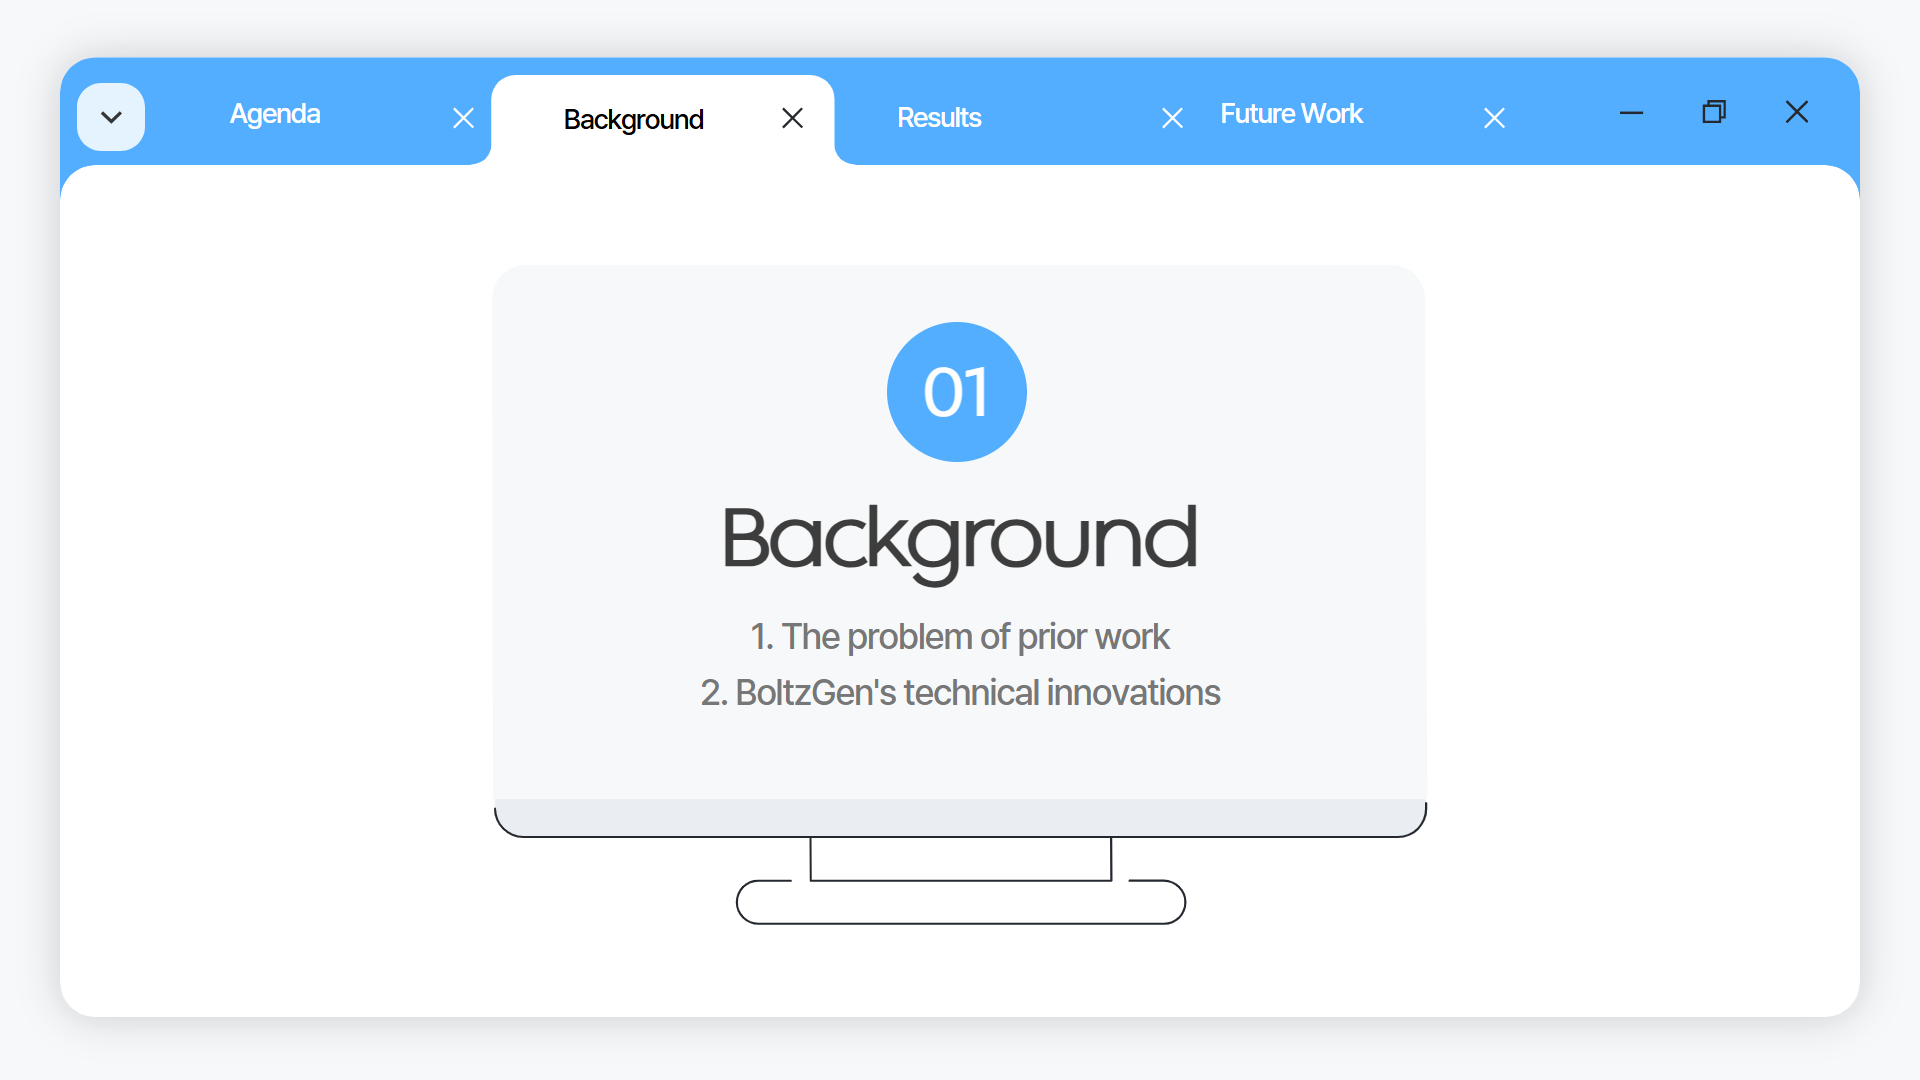 Agenda
Background
Results
Future Work
01
Background
1. The problem of prior work
2. BoltzGen's technical innovations